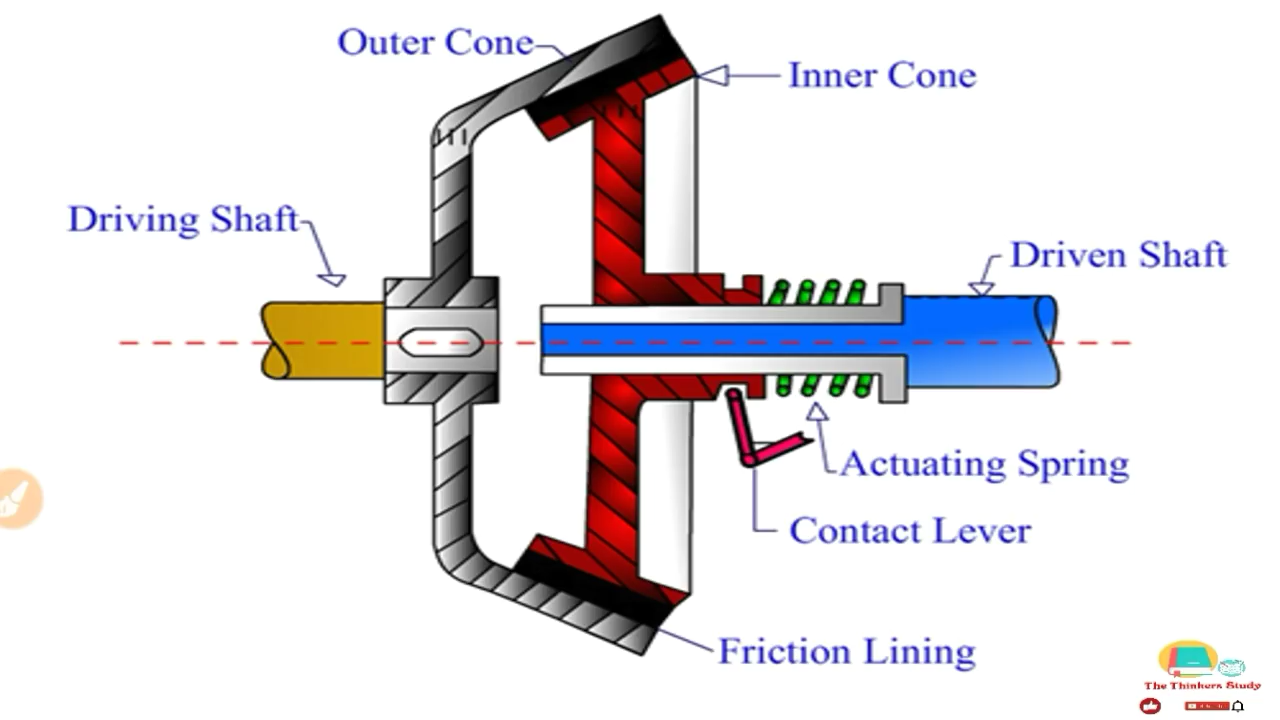 Outer Cone
Inner Cone
Driving Shaft
Driven Shaft
Actuating Spring
Contact Lever
Friction Lining
The Thinkers Study